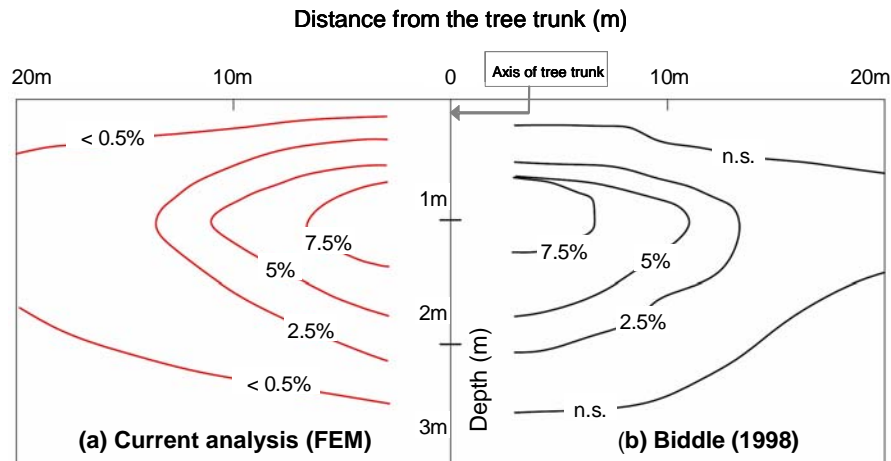 Distance from the tree trunk (m)
20m 10m 0 10m 20m
Axis of tree trunk
< 0.5% n.s.
1m
7.5% 7.5%
5% 5%
2m
2.5% 2.5%
Depth (m)
< 0.5% n.s.
3m
(a) Current analysis (FEM) (b) Biddle (1998)